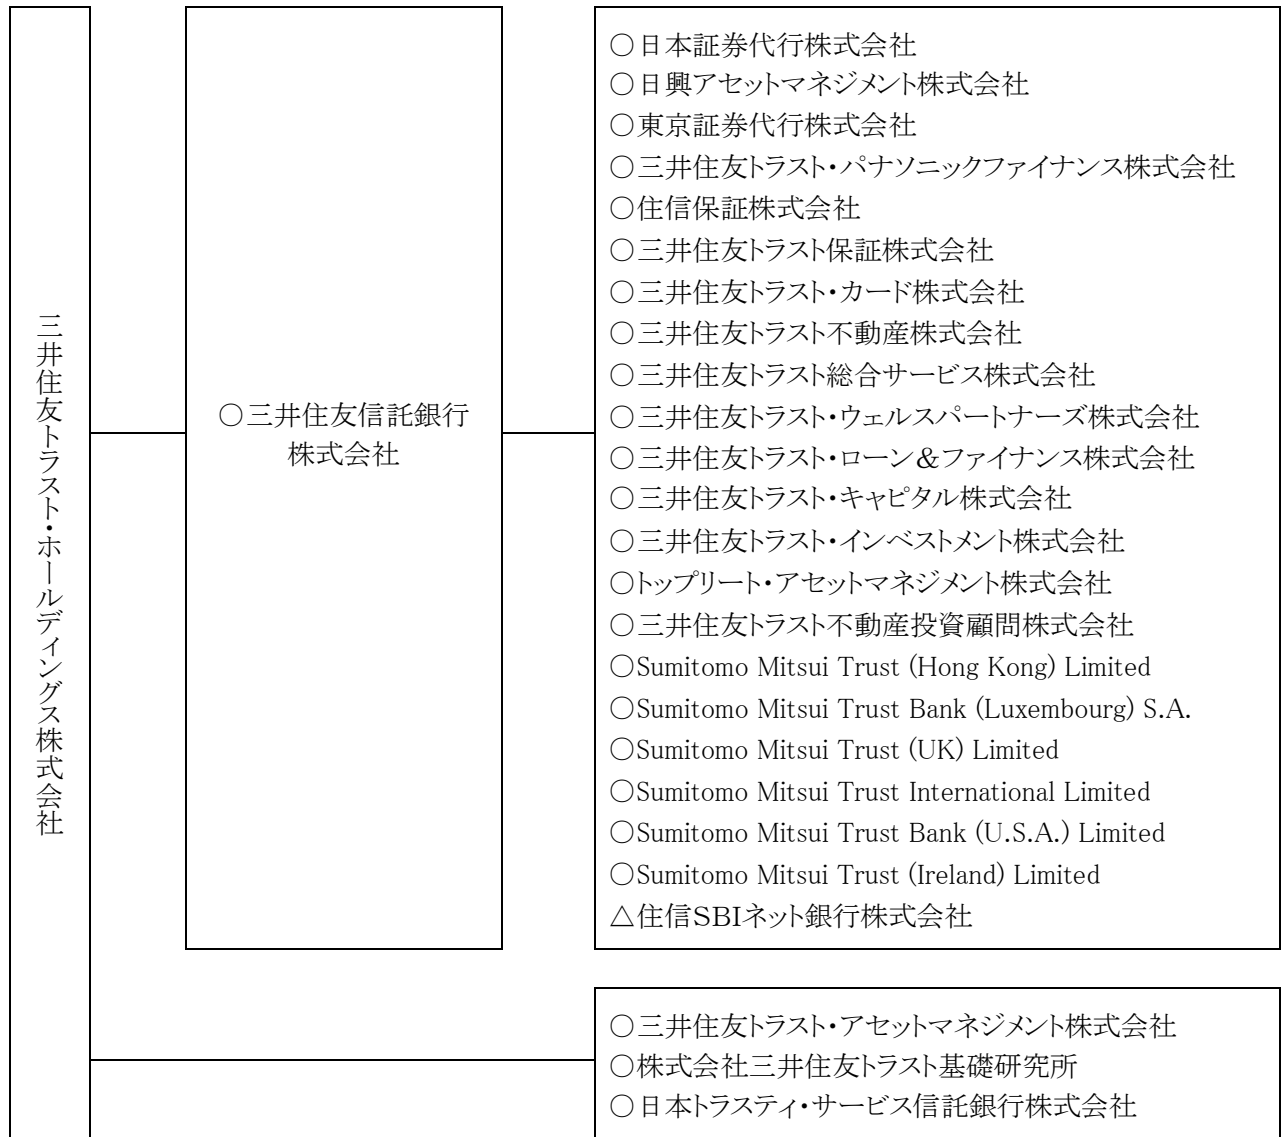 三井住友トラスト・ホールディングス株式会社
○三井住友信託銀行
株式会社
○日本証券代行株式会社
○日興アセットマネジメント株式会社
○東京証券代行株式会社
○三井住友トラスト・パナソニックファイナンス株式会社
○住信保証株式会社
○三井住友トラスト保証株式会社
○三井住友トラスト・カード株式会社
○三井住友トラスト不動産株式会社
○三井住友トラスト総合サービス株式会社
○三井住友トラスト・ウェルスパートナーズ株式会社
○三井住友トラスト・ローン&ファイナンス株式会社
○三井住友トラスト・キャピタル株式会社
○三井住友トラスト・インベストメント株式会社
○トップリート・アセットマネジメント株式会社
○三井住友トラスト不動産投資顧問株式会社
○Sumitomo Mitsui Trust (Hong Kong) Limited
○Sumitomo Mitsui Trust Bank (Luxembourg) S.A.
○Sumitomo Mitsui Trust (UK) Limited
○Sumitomo Mitsui Trust International Limited
○Sumitomo Mitsui Trust Bank (U.S.A.) Limited
○Sumitomo Mitsui Trust (Ireland) Limited
△住信SBIネット銀行株式会社
○三井住友トラスト・アセットマネジメント株式会社
○株式会社三井住友トラスト基礎研究所
○日本トラスティ・サービス信託銀行株式会社